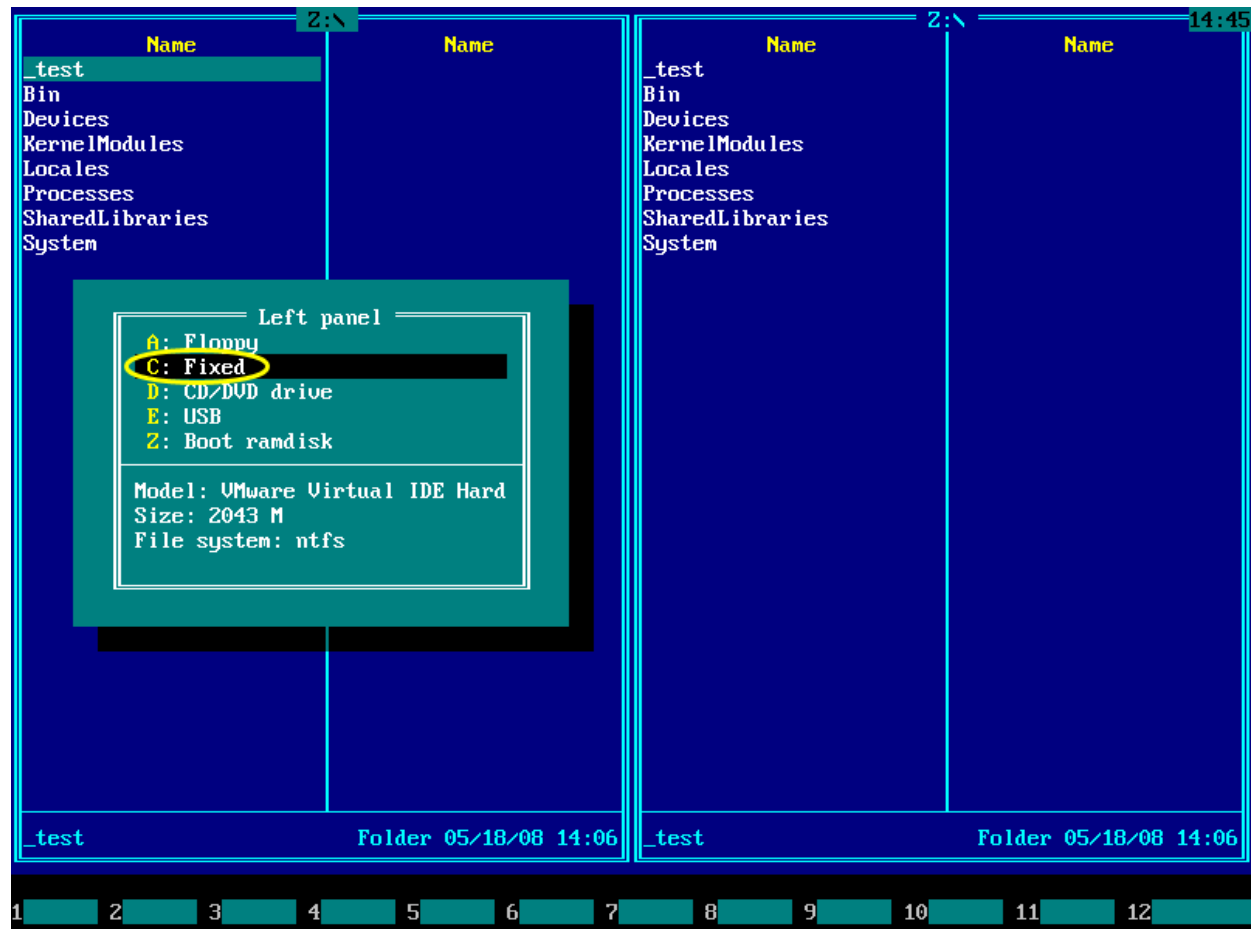 Z:\ Z:\ 14:45
Name Name Name Name
_test _test
Bin Bin
Devices Devices
KernelModules KernelModules
Locales Locales
Processes Processes
SharedLibraries SharedLibraries
System System
Left panel
A: Floppy
C: Fixed
D: CD/DVD drive
E: USB
Z: Boot ramdisk
Model: VMware Virtual IDE Hard
Size: 2043 M
File system: ntfs
_test Folder 05/18/08 14:06 _test Folder 05/18/08 14:06
1 2 3 4 5 6 7 8 9 10 11 12